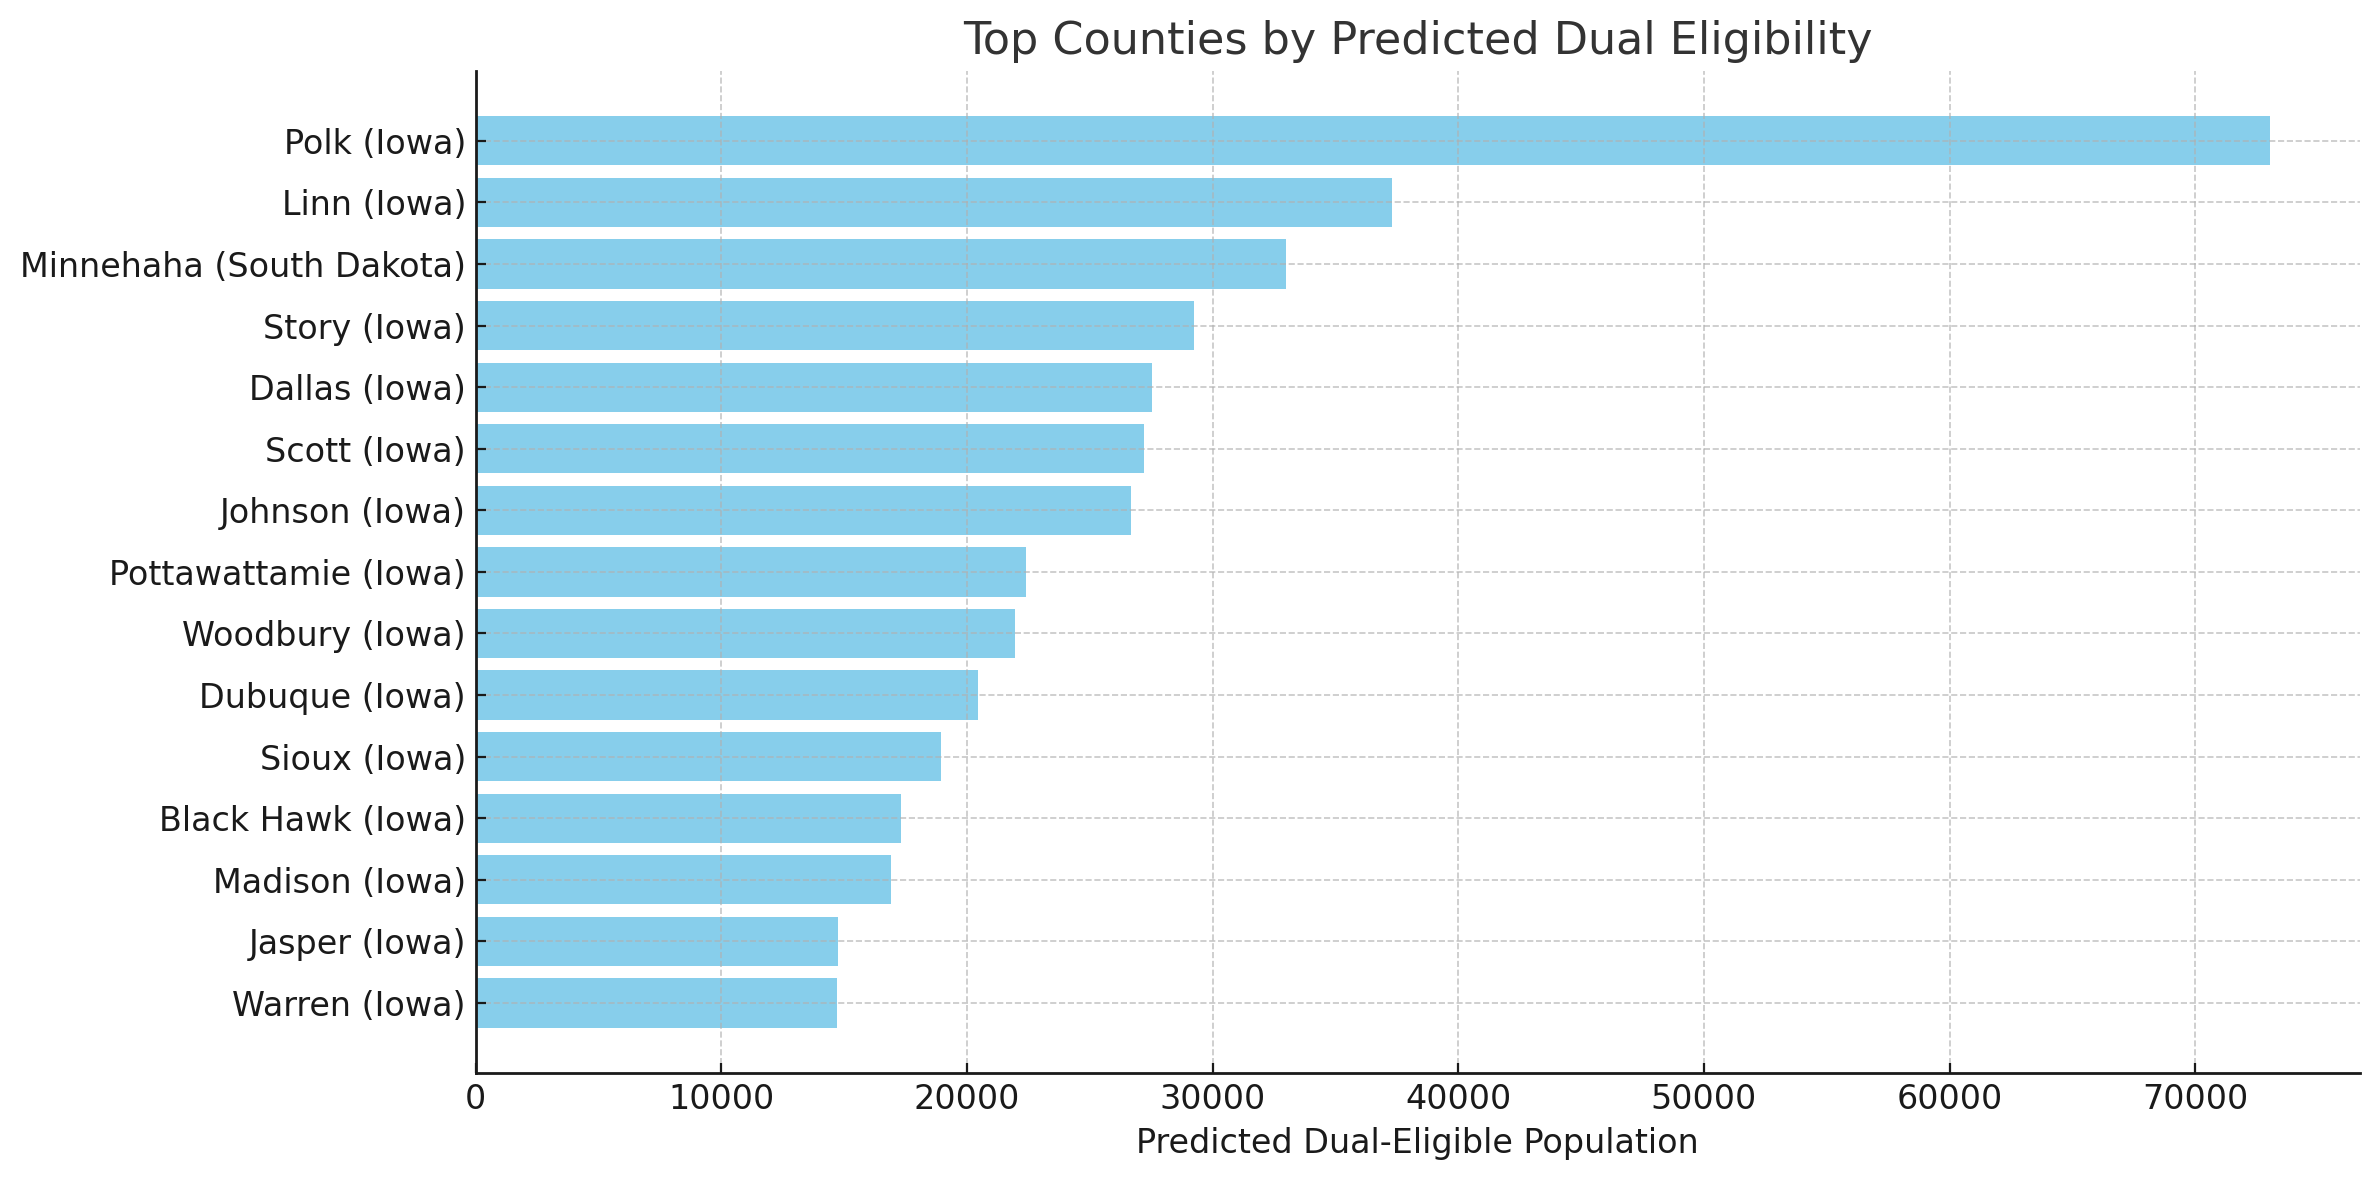 Top Counties by Predicted Dual Eligibility
Polk (Iowa)
Linn (Iowa)
Minnehaha (South Dakota)
Story (Iowa)
Dallas (Iowa)
Scott (Iowa)
Johnson (Iowa)
Pottawattamie (Iowa)
Woodbury (Iowa)
Dubuque (Iowa)
Sioux (Iowa)
Black Hawk (Iowa)
Madison (Iowa)
Jasper (Iowa)
Warren (Iowa)
0 10000 20000 30000 40000 50000 60000 70000
Predicted Dual-Eligible Population